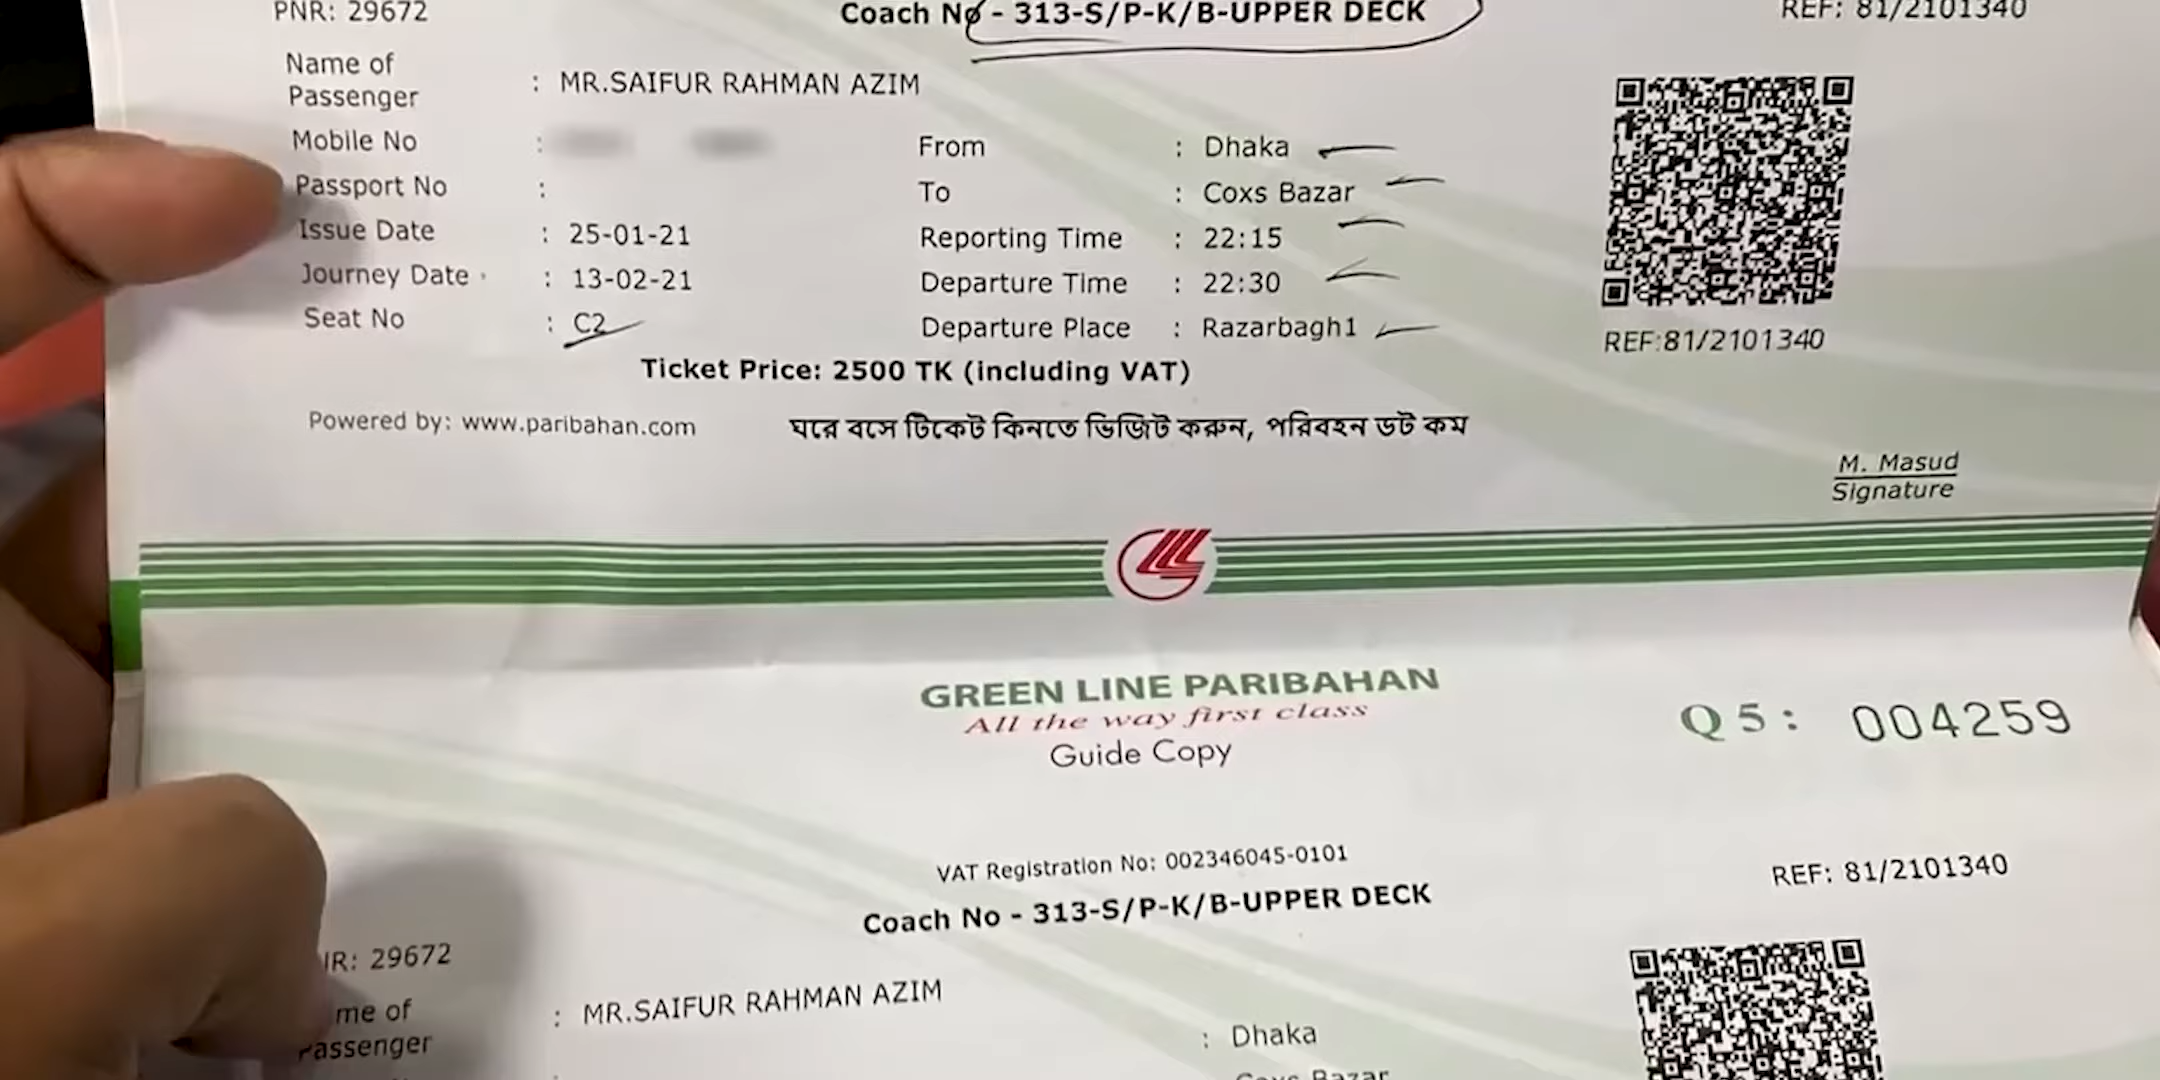 PNR: 29672
Coach No - 313-S/P-K/B-UPPER DECK
REF: 81/2101340
Name of Passenger : MR.SAIFUR RAHMAN AZIM
Mobile No :
Passport No :
Issue Date : 25-01-21
Journey Date : 13-02-21
Seat No : C2
From : Dhaka
To : Coxs Bazar
Reporting Time : 22:15
Departure Time : 22:30
Departure Place : Razarbagh1
REF:81/2101340
Ticket Price: 2500 TK (including VAT)
Powered by: www.paribahan.com
ঘরে বসে টিকেট কিনতে ভিজিট করুন, পরিবহন ডট কম
M. Masud
Signature
GREEN LINE PARIBAHAN
All the way first class
Guide Copy
Q5: 004259
VAT Registration No: 002346045-0101
REF: 81/2101340
Coach No - 313-S/P-K/B-UPPER DECK
NR: 29672
me of
Passenger : MR.SAIFUR RAHMAN AZIM
: Dhaka
Coxs Bazar